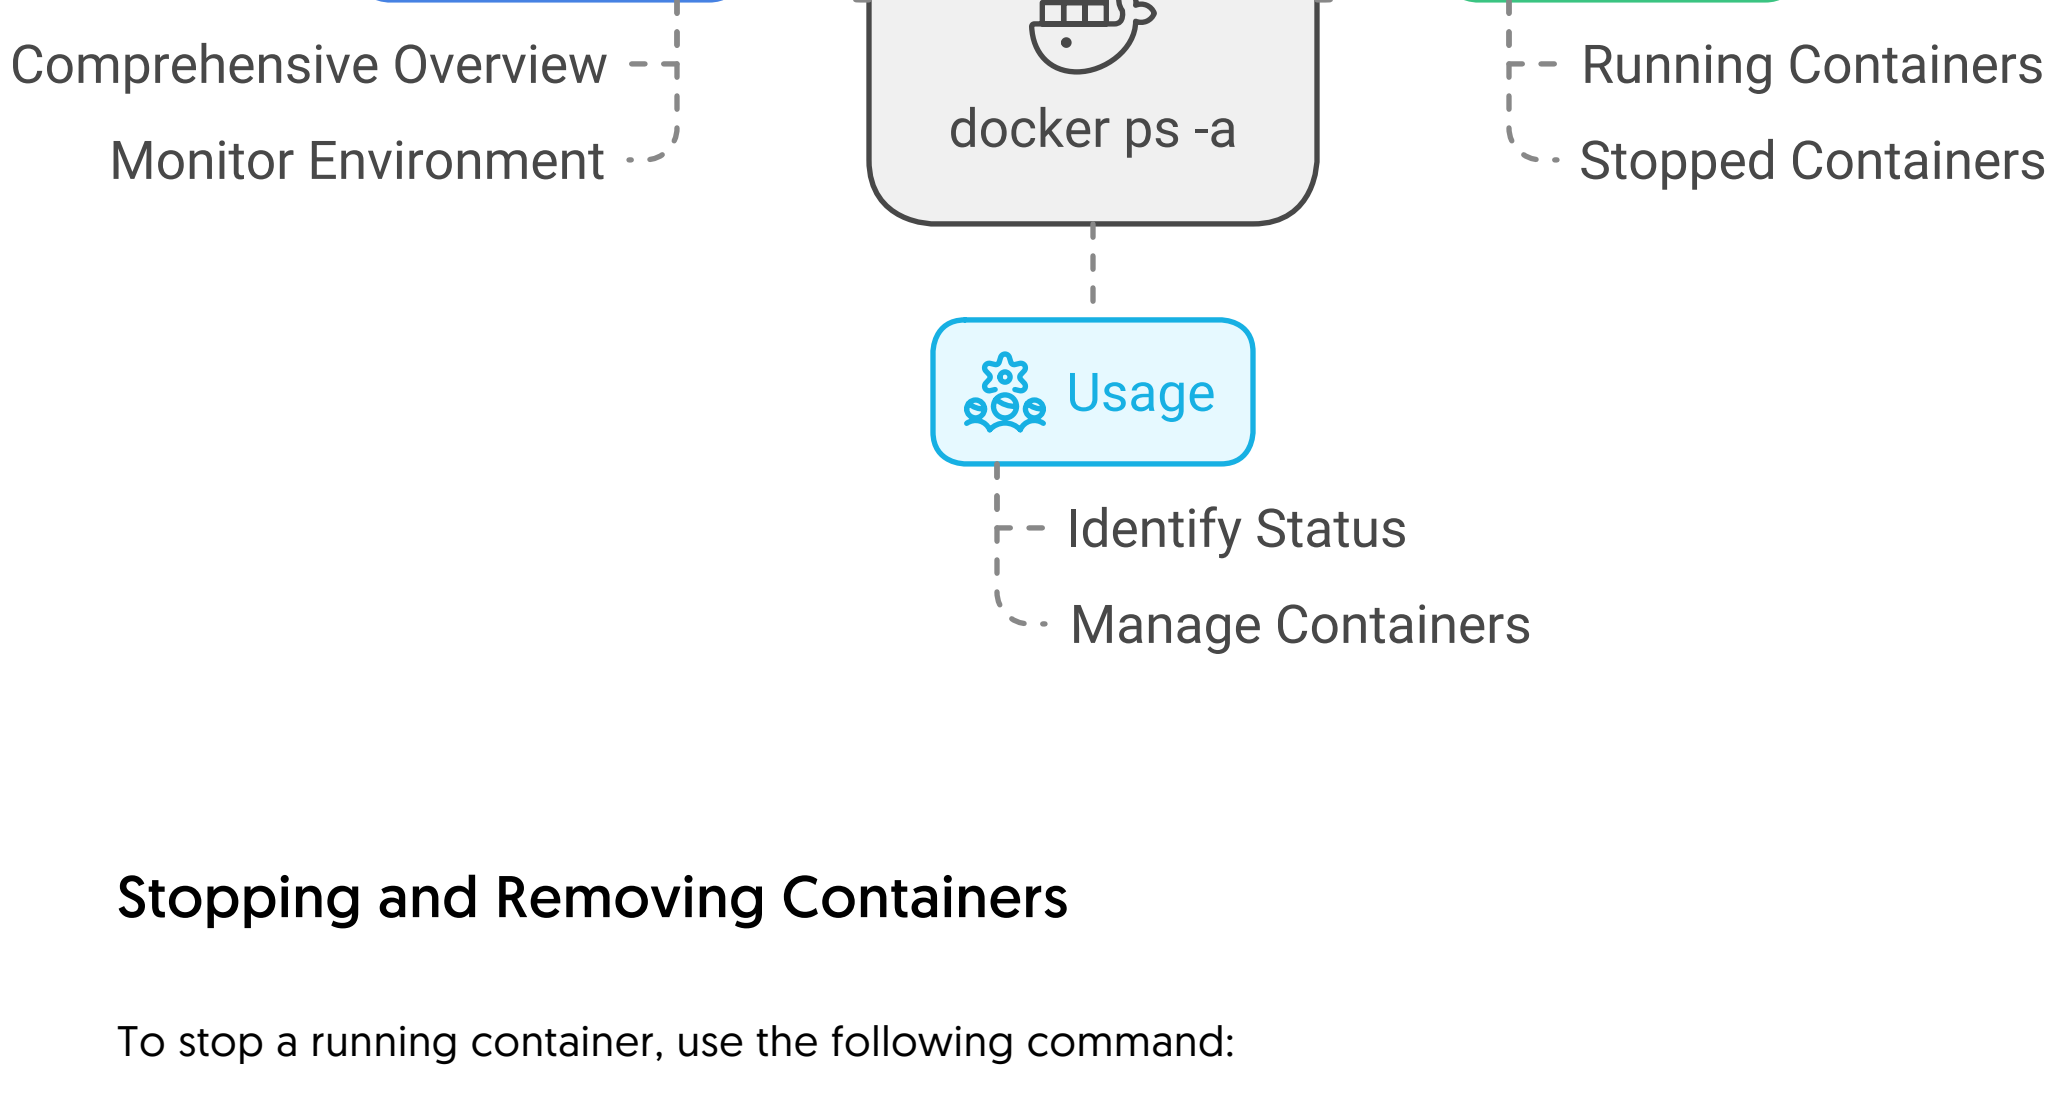 Comprehensive Overview
Monitor Environment
docker ps -a
Running Containers
Stopped Containers
Usage
Identify Status
Manage Containers
Stopping and Removing Containers
To stop a running container, use the following command: